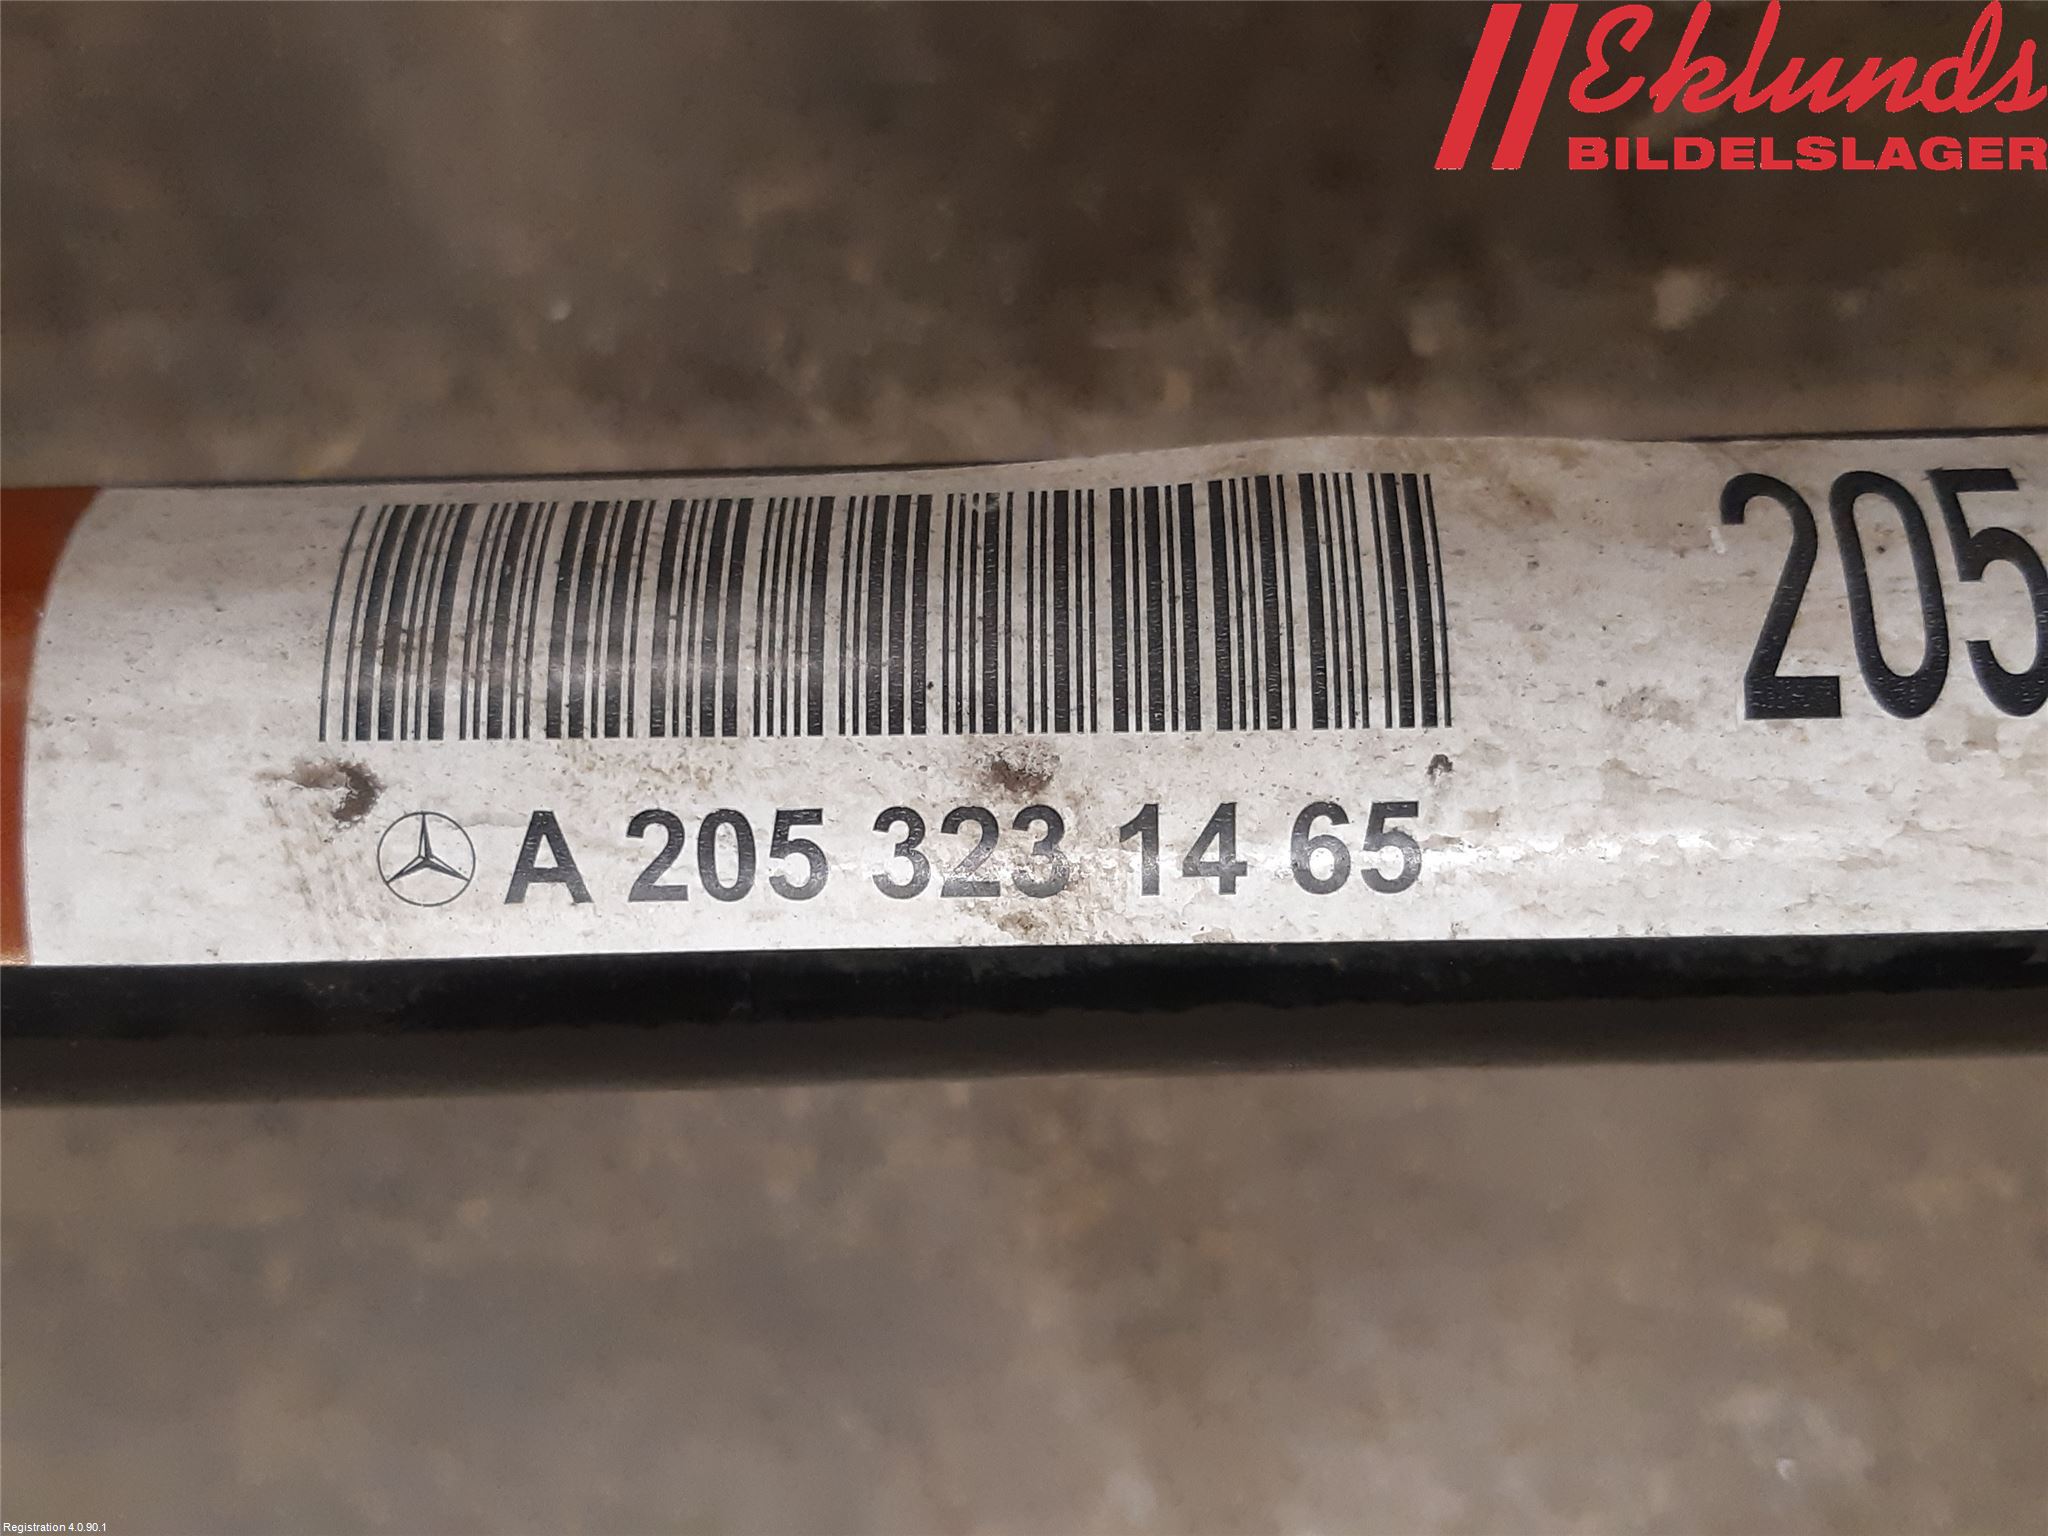 Eklunds
BILDELSLAGER
205
A 205 323 14 65
Registration 4.0.90.1